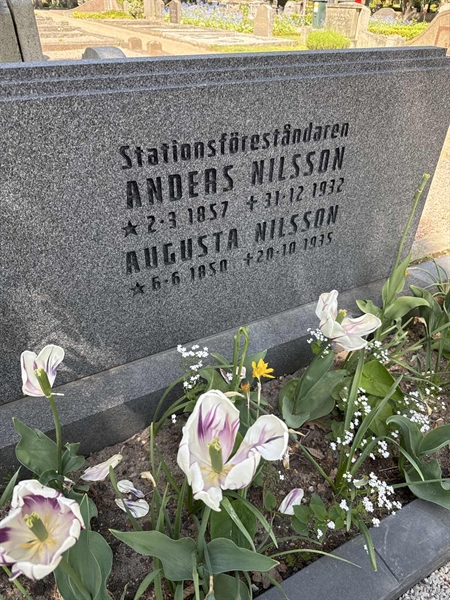 Stationsföreståndaren
ANDERS NILSSON
★ 2·3 1857 + 31·12 1932
AUGUSTA NILSSON
★ 6·6 1850 + 20·10 1935